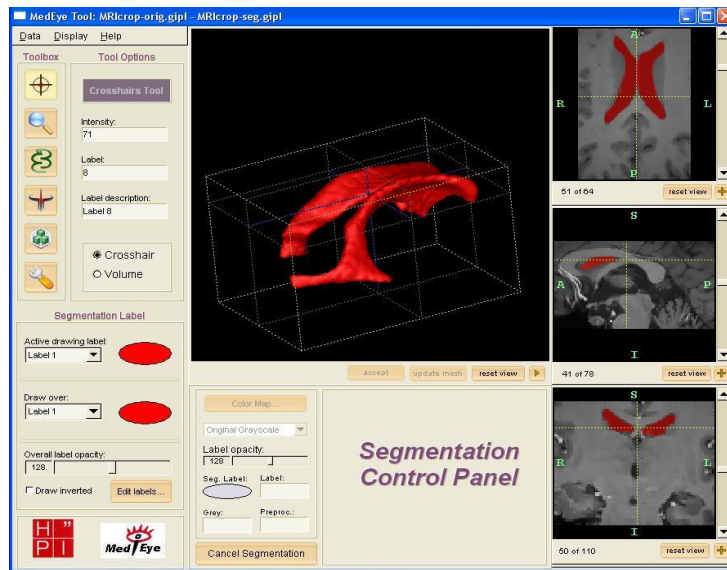 MedEye Tool: MRIcrop-orig.gipl - MRIcrop-seg.gipl
Data Display Help
Toolbox
Tool Options
Crosshairs Tool
Intensity:
71
Label:
8
Label description:
Label 8
Crosshair
Volume
Segmentation Label
Active drawing label:
Label 1
Draw over:
Label 1
Overall label opacity:
128
Draw inverted
Edit labels...
H ”
P I
Med Eye
accept
update mesh
reset view
Color Map...
Original Grayscale
Label opacity:
128
Seg. Label:
Label:
Grey:
Preproc.:
Cancel Segmentation
Segmentation
Control Panel
A
R
L
P
51 of 64
reset view
S
A
P
I
41 of 78
reset view
S
R
L
I
50 of 110
reset view